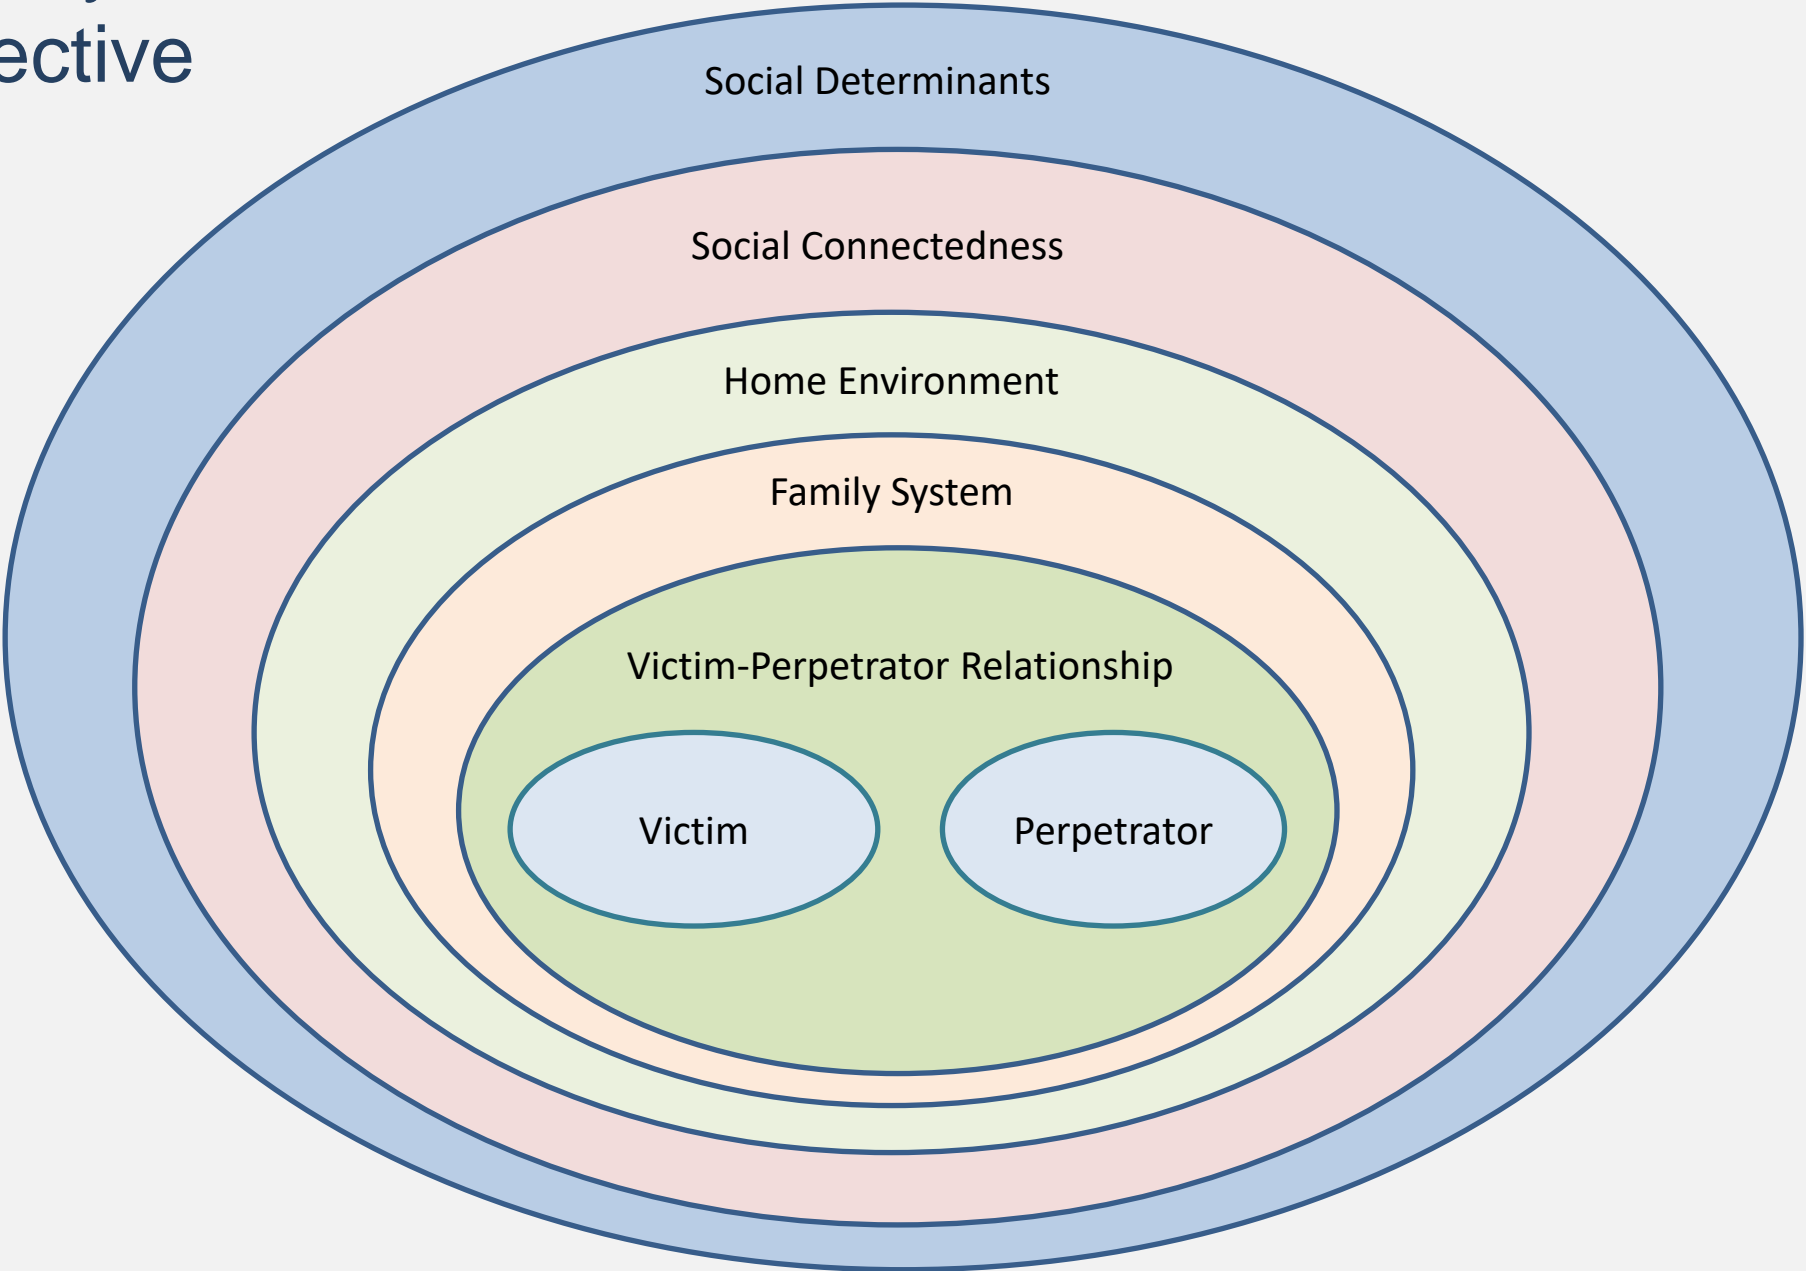 ective
Social Determinants
Social Connectedness
Home Environment
Family System
Victim-Perpetrator Relationship
Victim
Perpetrator